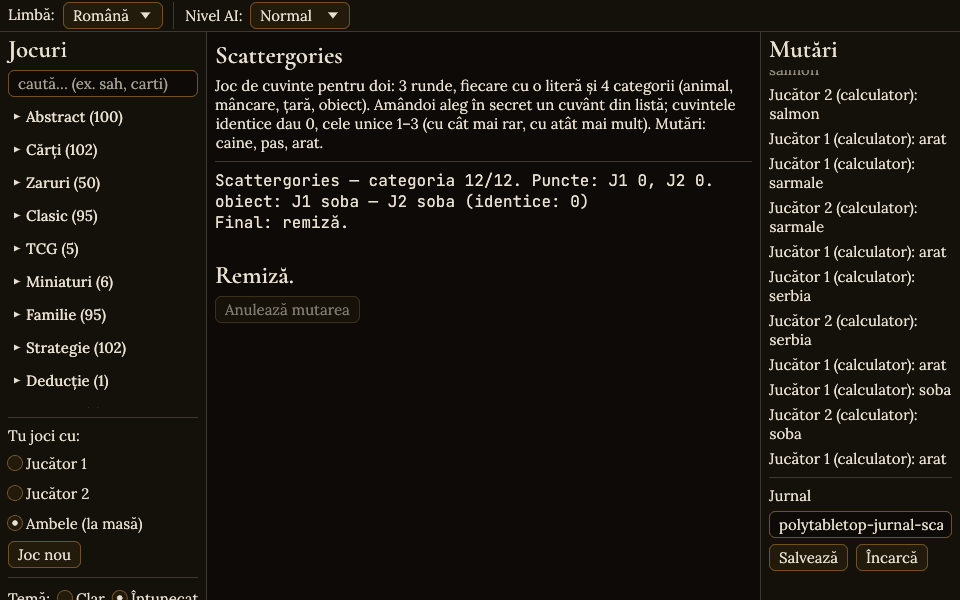 Limbă: Română Nivel AI: Normal
Jocuri
caută... (ex. sah, carti)
Abstract (100)
Cărți (102)
Zaruri (50)
Clasic (95)
TCG (5)
Miniaturi (6)
Familie (95)
Strategie (102)
Deducție (1)
Tu joci cu:
Jucător 1
Jucător 2
Ambele (la masă)
Joc nou
Temă: Clar Întunecat
Scattergories
Joc de cuvinte pentru doi: 3 runde, fiecare cu o literă și 4 categorii (animal,
mâncare, țară, obiect). Amândoi aleg în secret un cuvânt din listă; cuvintele
identice dau 0, cele unice 1–3 (cu cât mai rar, cu atât mai mult). Mutări:
caine, pas, arat.
Scattergories — categoria 12/12. Puncte: J1 0, J2 0.
obiect: J1 soba — J2 soba (identice: 0)
Final: remiză.
Remiză.
Anulează mutarea
Mutări
salmon
Jucător 2 (calculator):
salmon
Jucător 1 (calculator): arat
Jucător 1 (calculator):
sarmale
Jucător 2 (calculator):
sarmale
Jucător 1 (calculator): arat
Jucător 1 (calculator):
serbia
Jucător 2 (calculator):
serbia
Jucător 1 (calculator): arat
Jucător 1 (calculator): soba
Jucător 2 (calculator):
soba
Jucător 1 (calculator): arat
Jurnal
polytabletop-jurnal-sca
Salvează Încarcă